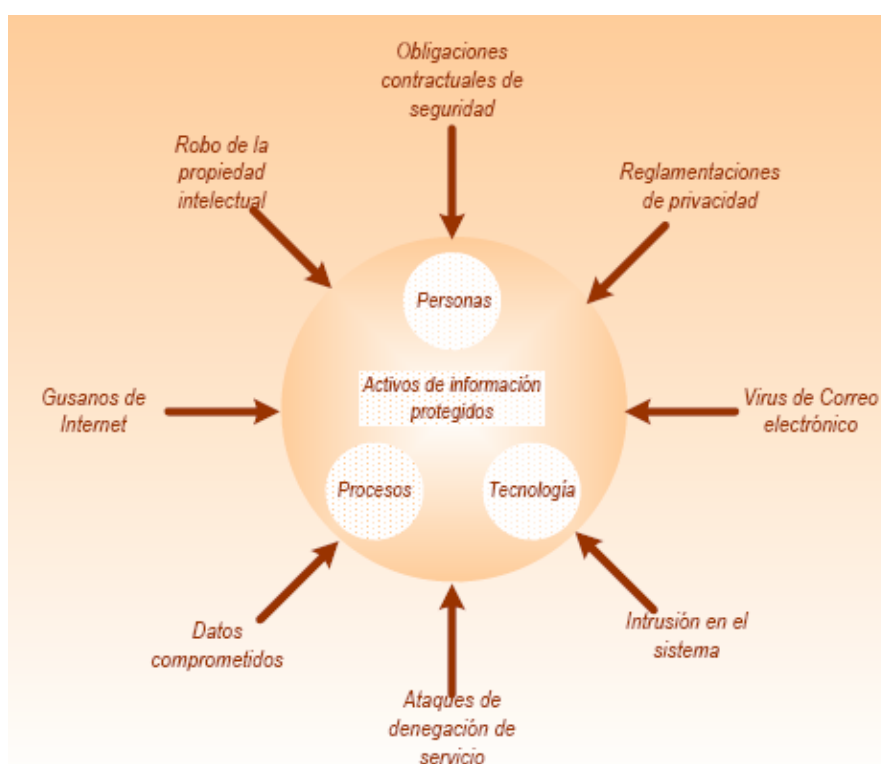 Obligaciones
contractuales de
seguridad
Robo de la
propiedad
intelectual
Reglamentaciones
de privacidad
Personas
Activos de información
protegidos
Gusanos de
Internet
Virus de Correo
electrónico
Procesos
Tecnología
Datos
comprometidos
Intrusión en el
sistema
Ataques de
denegación de
servicio